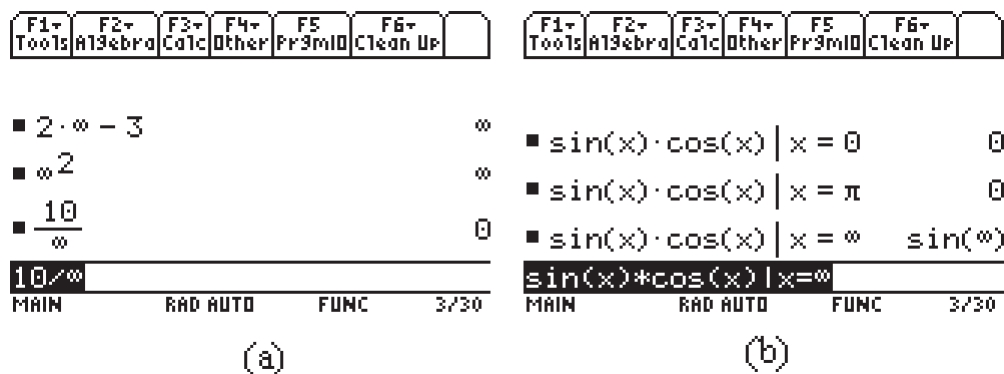 F1▾ Tools F2▾ Algebra F3▾ Calc F4▾ Other F5 PrgmIO F6▾ Clean Up
■ 2·∞ − 3 ∞
■ ∞² ∞
■ 10/∞ 0
10/∞
MAIN RAD AUTO FUNC 3/30
(a)
F1▾ Tools F2▾ Algebra F3▾ Calc F4▾ Other F5 PrgmIO F6▾ Clean Up
■ sin(x)·cos(x) | x = 0 0
■ sin(x)·cos(x) | x = π 0
■ sin(x)·cos(x) | x = ∞ sin(∞)
sin(x)*cos(x)|x=∞
MAIN RAD AUTO FUNC 3/30
(b)